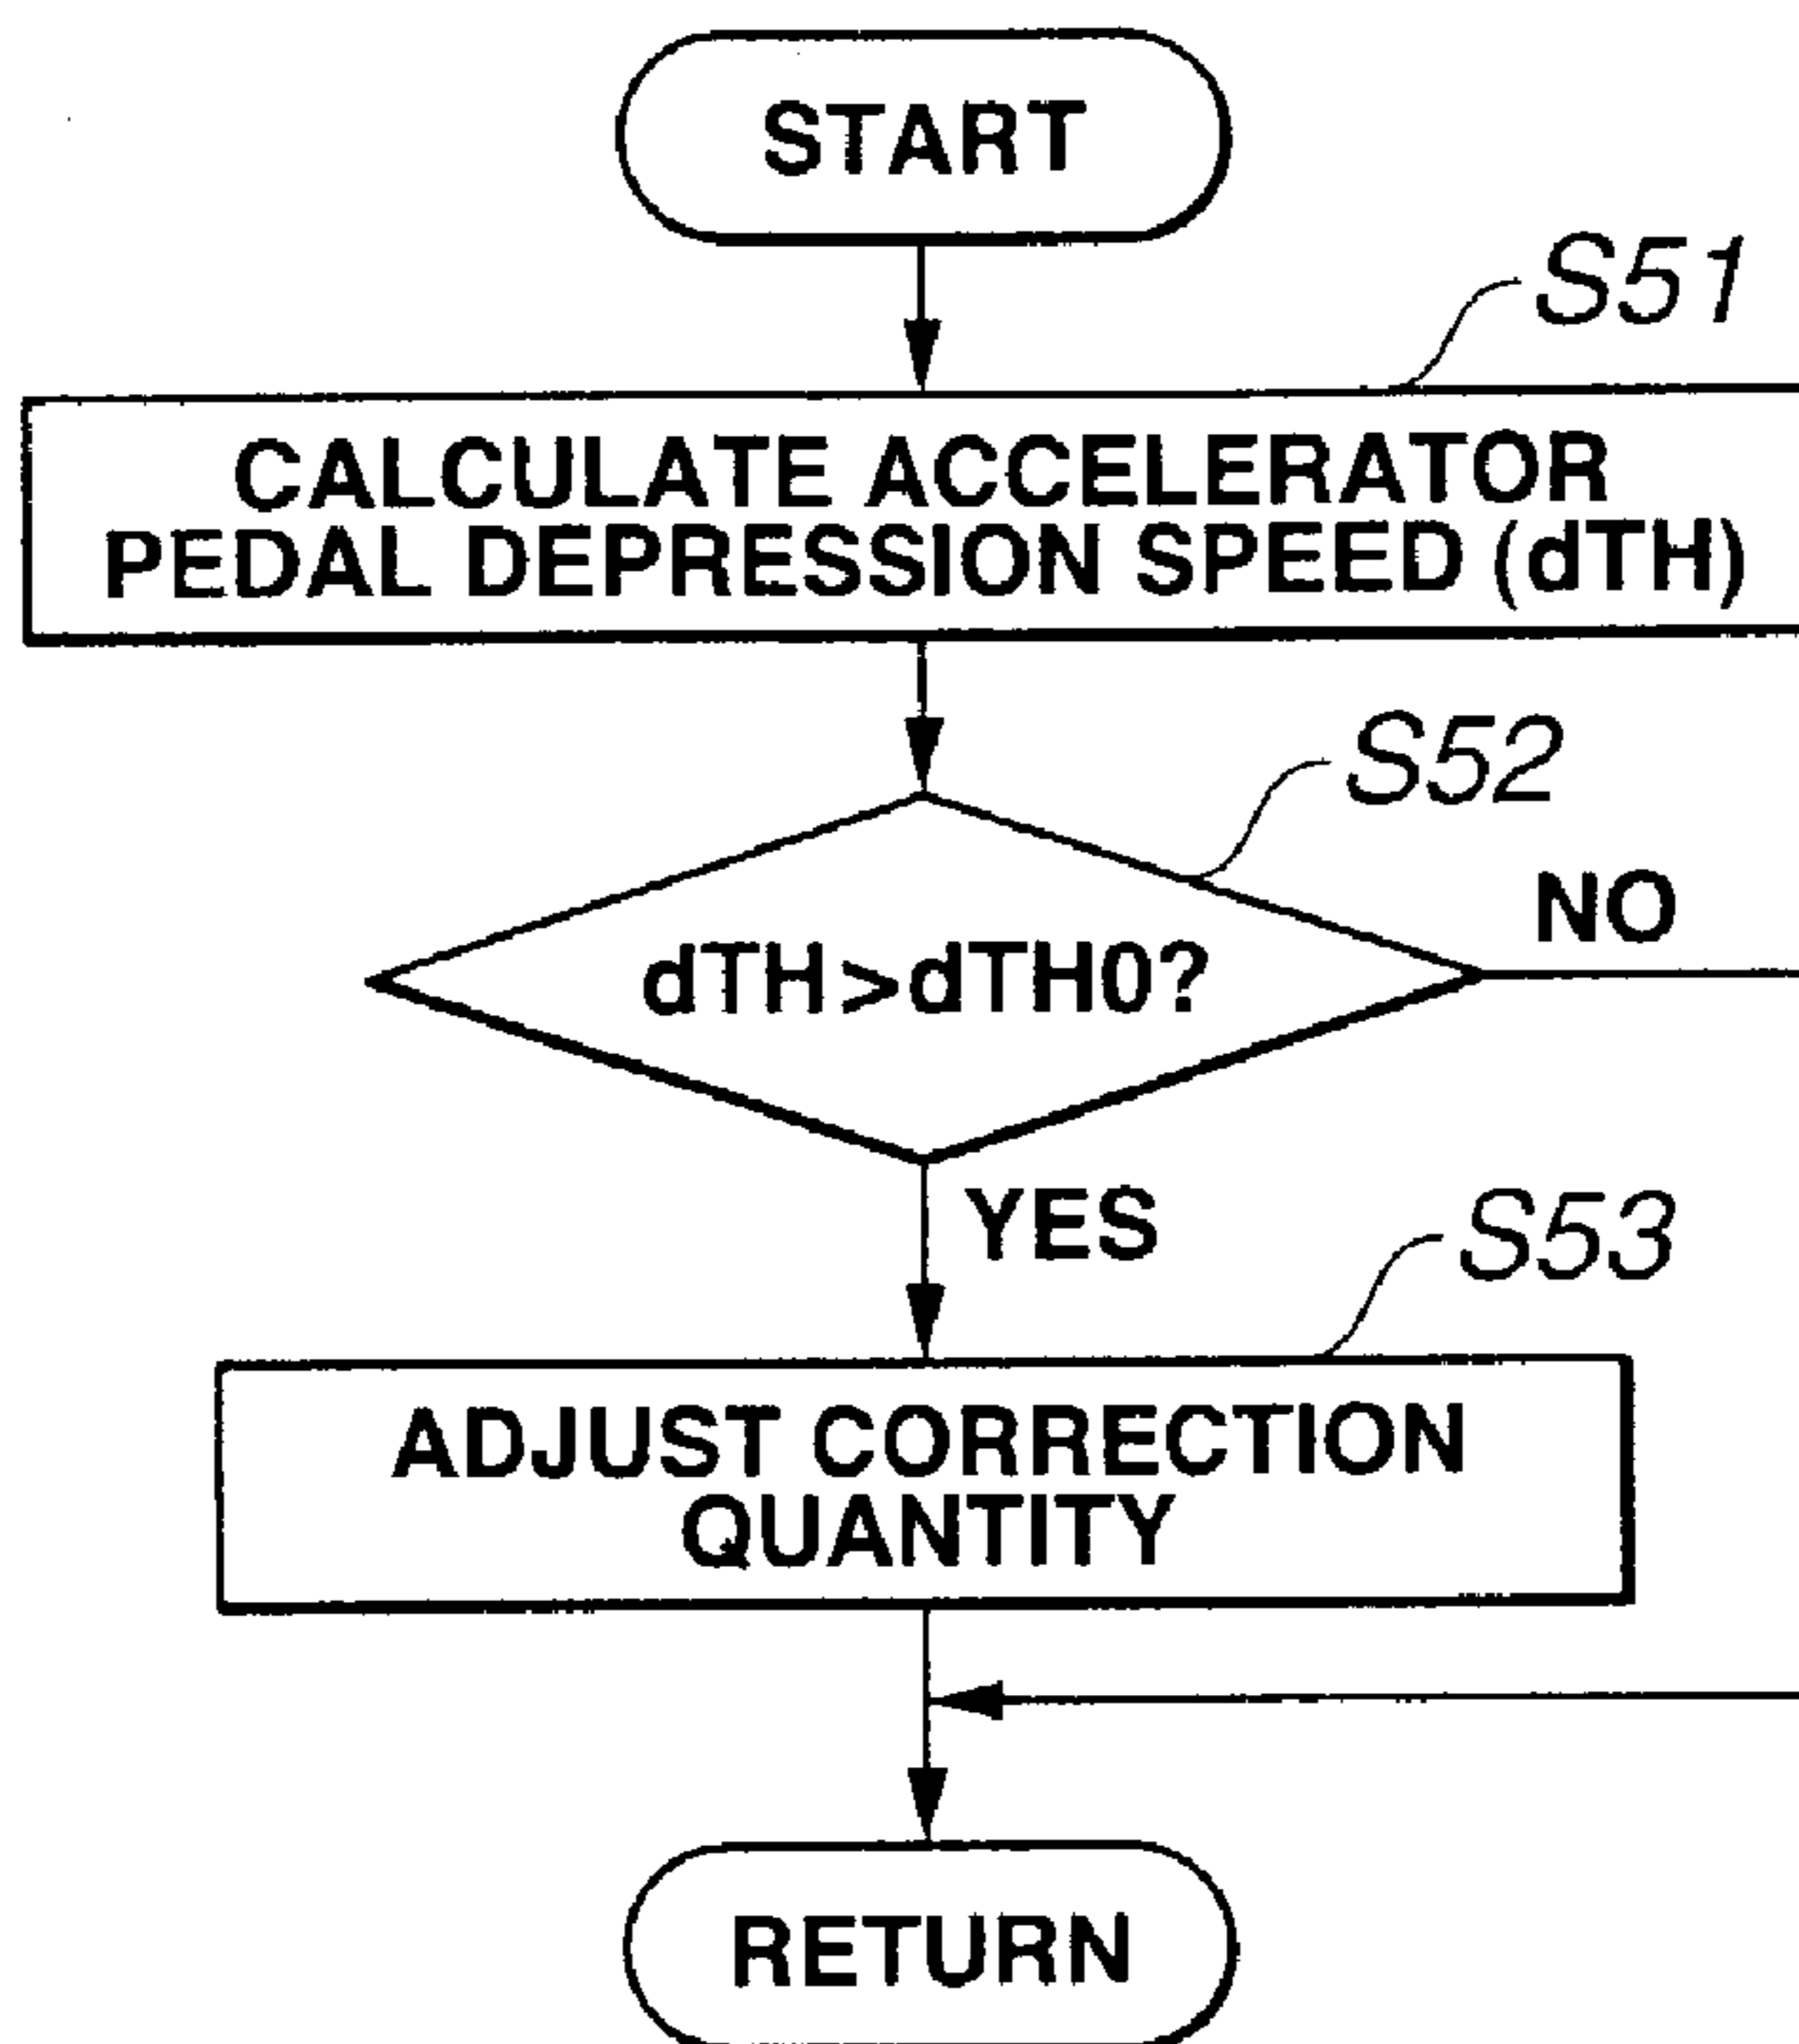 START
S51
CALCULATE ACCELERATOR
PEDAL DEPRESSION SPEED (dTH)
S52
dTH>dTH0?
NO
YES
S53
ADJUST CORRECTION
QUANTITY
RETURN